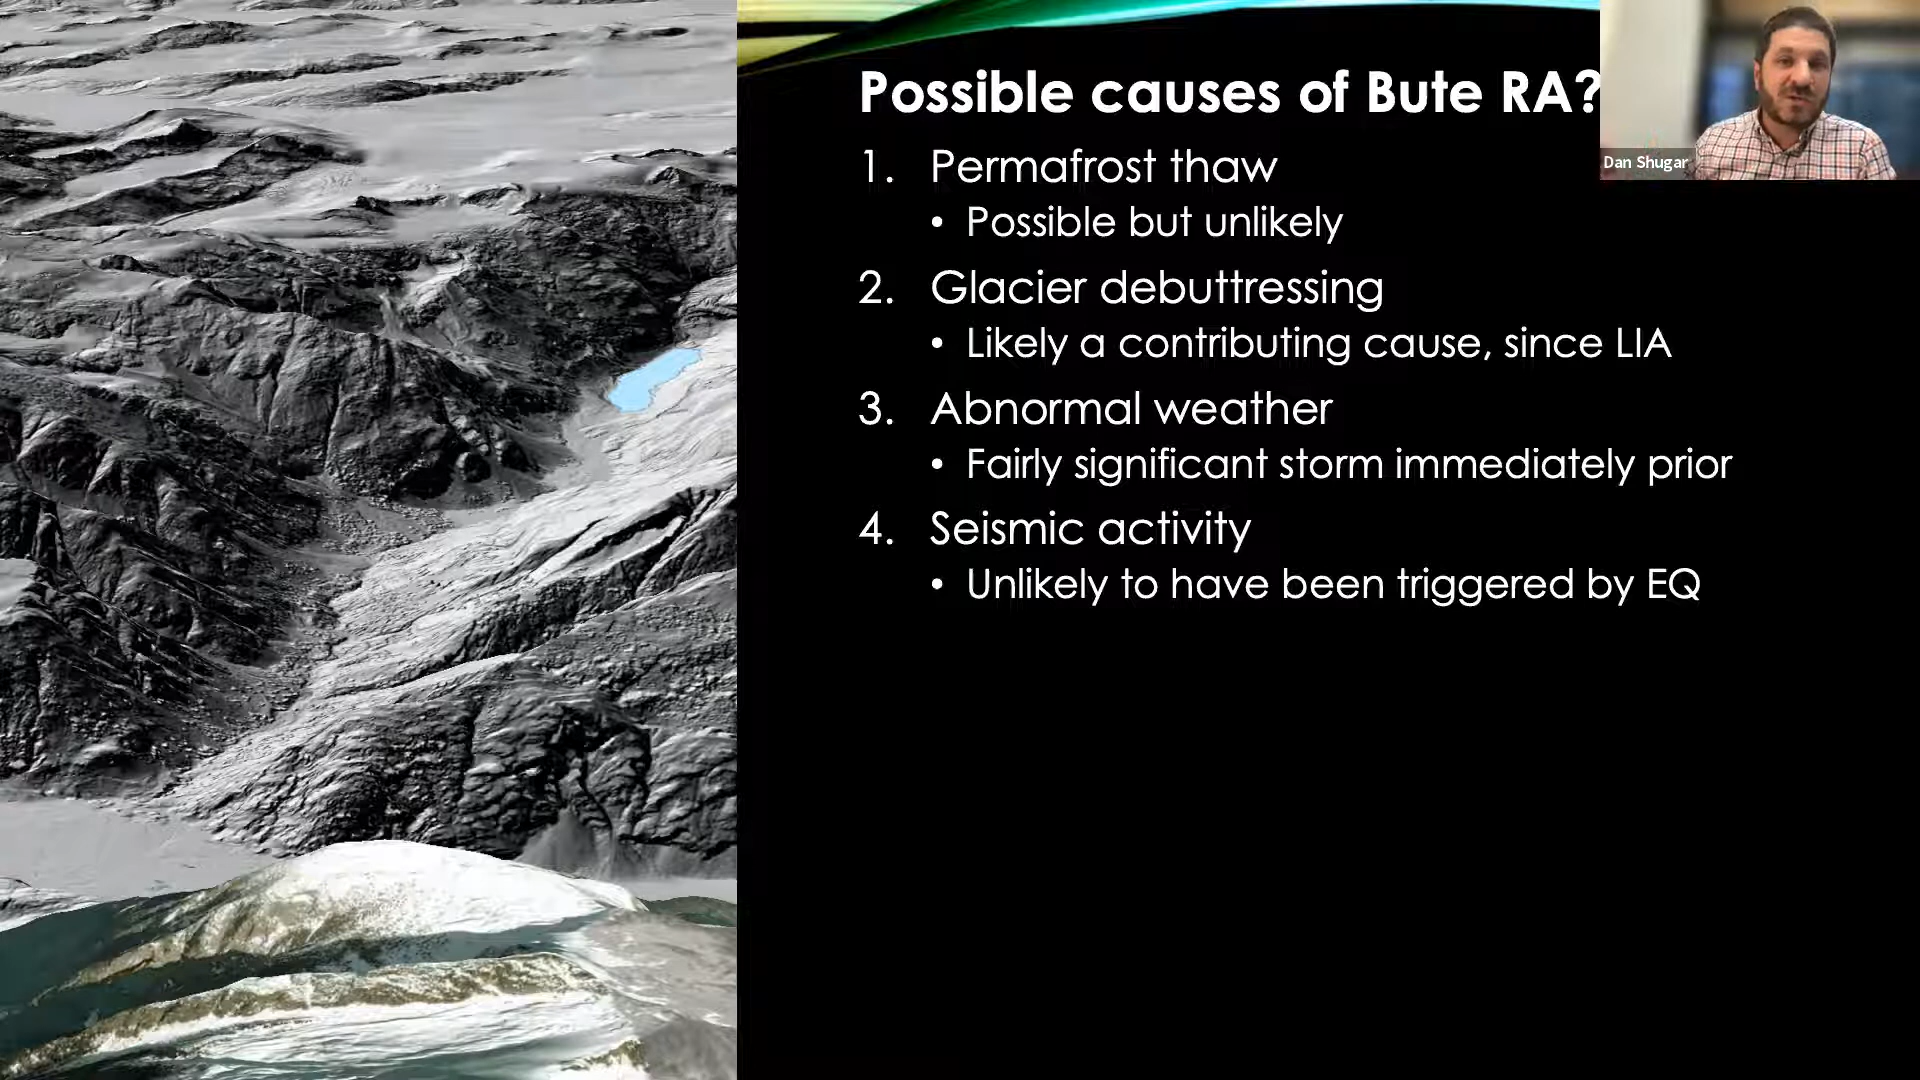 Possible causes of Bute RA?
Dan Shugar
1. Permafrost thaw
• Possible but unlikely
2. Glacier debuttressing
• Likely a contributing cause, since LIA
3. Abnormal weather
• Fairly significant storm immediately prior
4. Seismic activity
• Unlikely to have been triggered by EQ